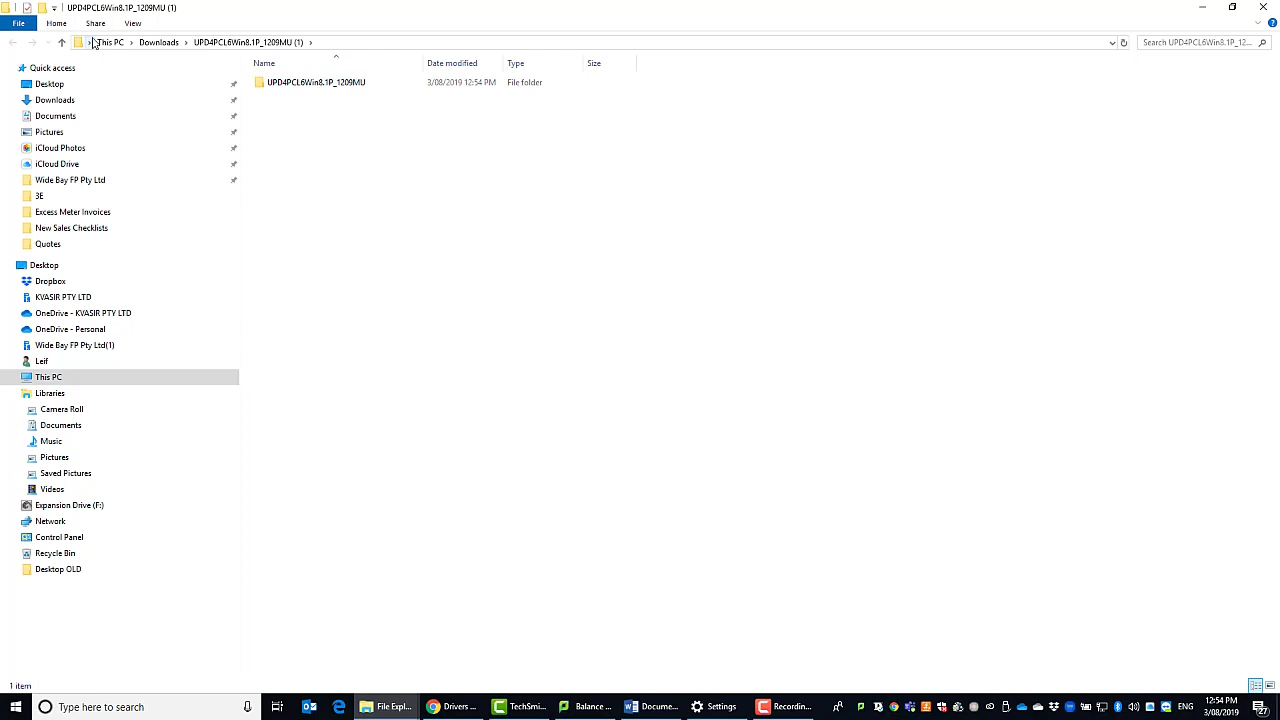 UPD4PCL6Win8.1P_1209MU (1)
File Home Share View
This PC Downloads UPD4PCL6Win8.1P_1209MU (1)
Search UPD4PCL6Win8.1P_12...
Name Date modified Type Size
UPD4PCL6Win8.1P_1209MU 3/08/2019 12:54 PM File folder
Quick access
Desktop
Downloads
Documents
Pictures
iCloud Photos
iCloud Drive
Wide Bay FP Pty Ltd
3E
Excess Meter Invoices
New Sales Checklists
Quotes
Desktop
Dropbox
KVASIR PTY LTD
OneDrive - KVASIR PTY LTD
OneDrive - Personal
Wide Bay FP Pty Ltd(1)
Leif
This PC
Libraries
Camera Roll
Documents
Music
Pictures
Saved Pictures
Videos
Expansion Drive (F:)
Network
Control Panel
Recycle Bin
Desktop OLD
1 item
Type here to search
File Expl...
Drivers ...
TechSmi...
Balance ...
Docume...
Settings
Recordin...
ENG
12:54 PM
3/08/2019